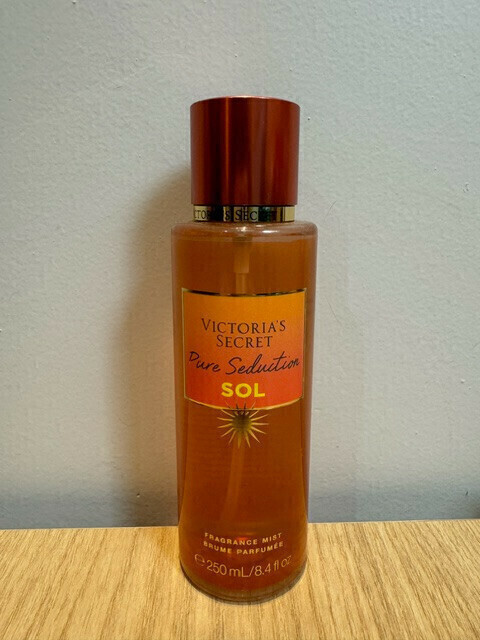 VICTORIA'S SECRET
VICTORIA'S
SECRET
Pure Seduction
SOL
FRAGRANCE MIST
BRUME PARFUMÉE
℮ 250 mL/8.4 fl oz